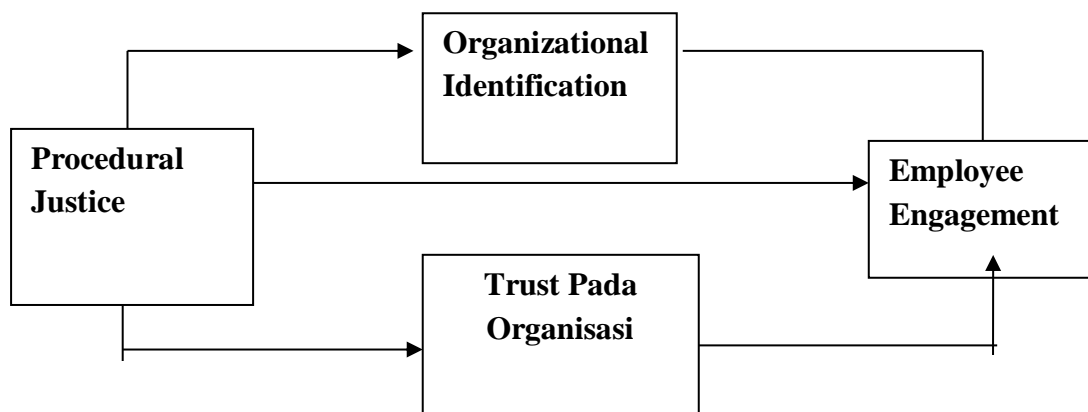 Organizational
Identification
Procedural
Justice
Employee
Engagement
Trust Pada
Organisasi